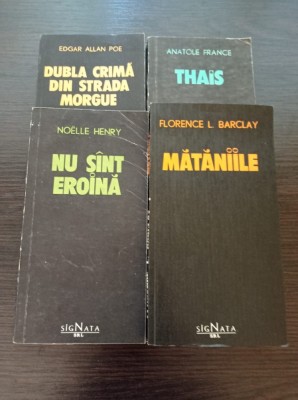 EDGAR ALLAN POE
DUBLA CRIMĂ
DIN STRADA
MORGUE
ANATOLE FRANCE
THAÏS
NOËLLE HENRY
NU SÎNT
EROINĂ
SIGNATA
S.R.L.
FLORENCE L. BARCLAY
MĂTĂNIILE
SIGNATA
S.R.L.